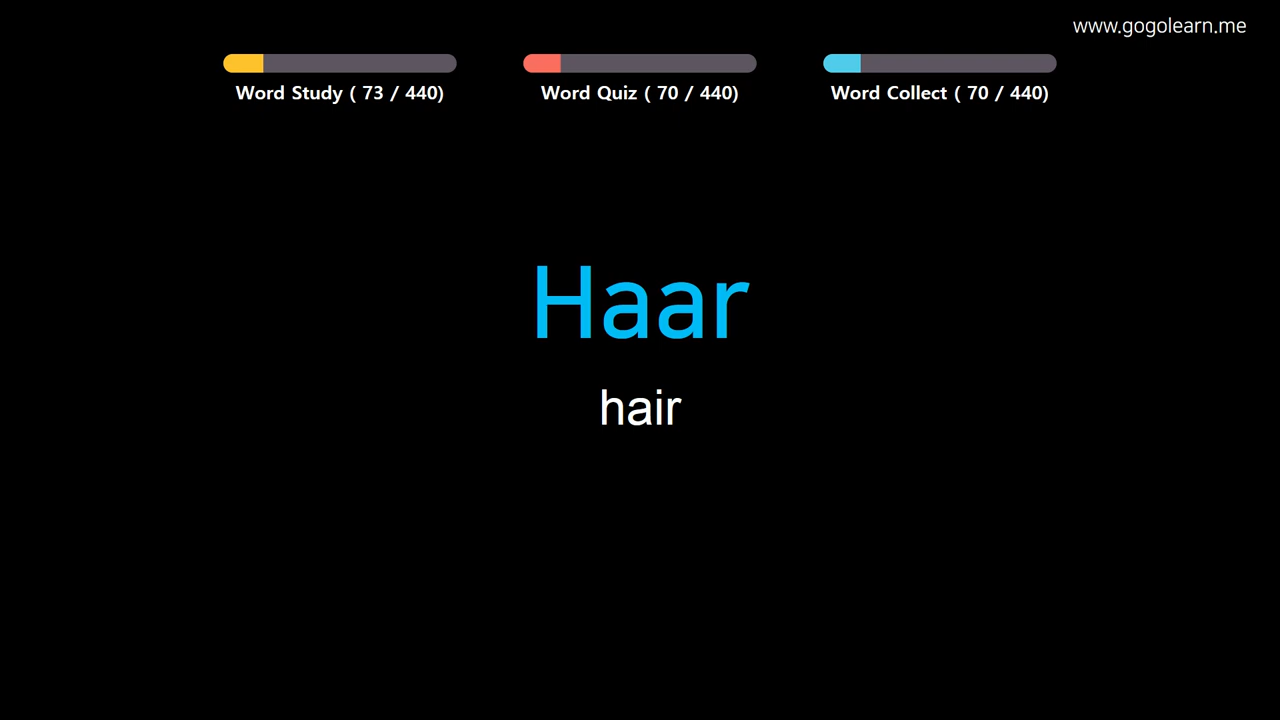 www.gogolearn.me
Word Study ( 73 / 440)
Word Quiz ( 70 / 440)
Word Collect ( 70 / 440)
Haar
hair